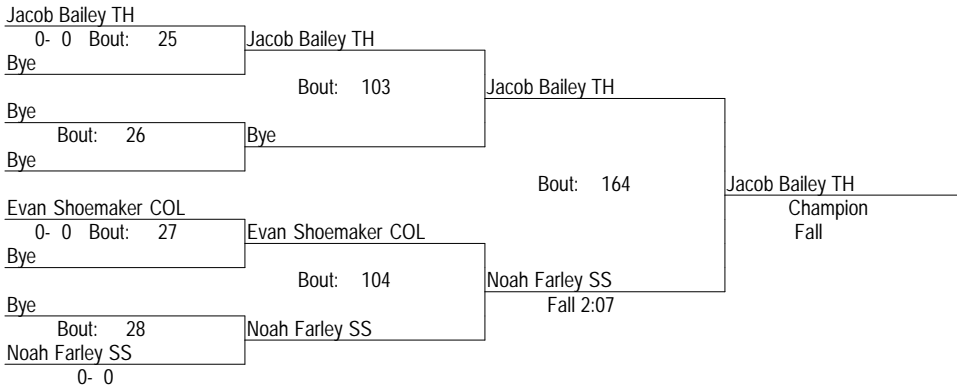 Jacob Bailey TH
0- 0 Bout: 25
Bye
Jacob Bailey TH
Bout: 103
Bye
Bout: 26
Bye
Bye
Jacob Bailey TH
Bout: 164
Evan Shoemaker COL
0- 0 Bout: 27
Bye
Evan Shoemaker COL
Bout: 104
Bye
Bout: 28
Noah Farley SS
0- 0
Noah Farley SS
Noah Farley SS
Fall 2:07
Jacob Bailey TH
Champion
Fall